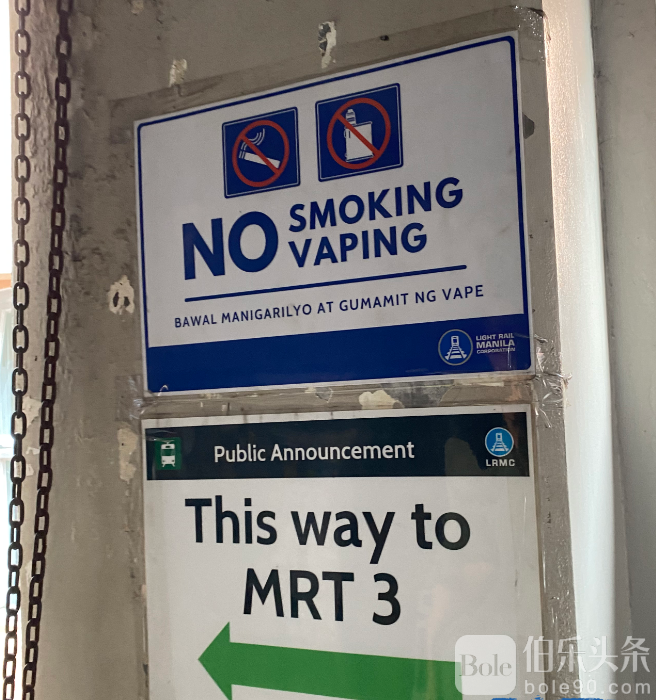 NO SMOKING
VAPING
BAWAL MANIGARILYO AT GUMAMIT NG VAPE
LIGHT RAIL
MANILA
CORPORATION
Public Announcement
LRMC
This way to
MRT 3
Bole 伯乐头条
bole90.com